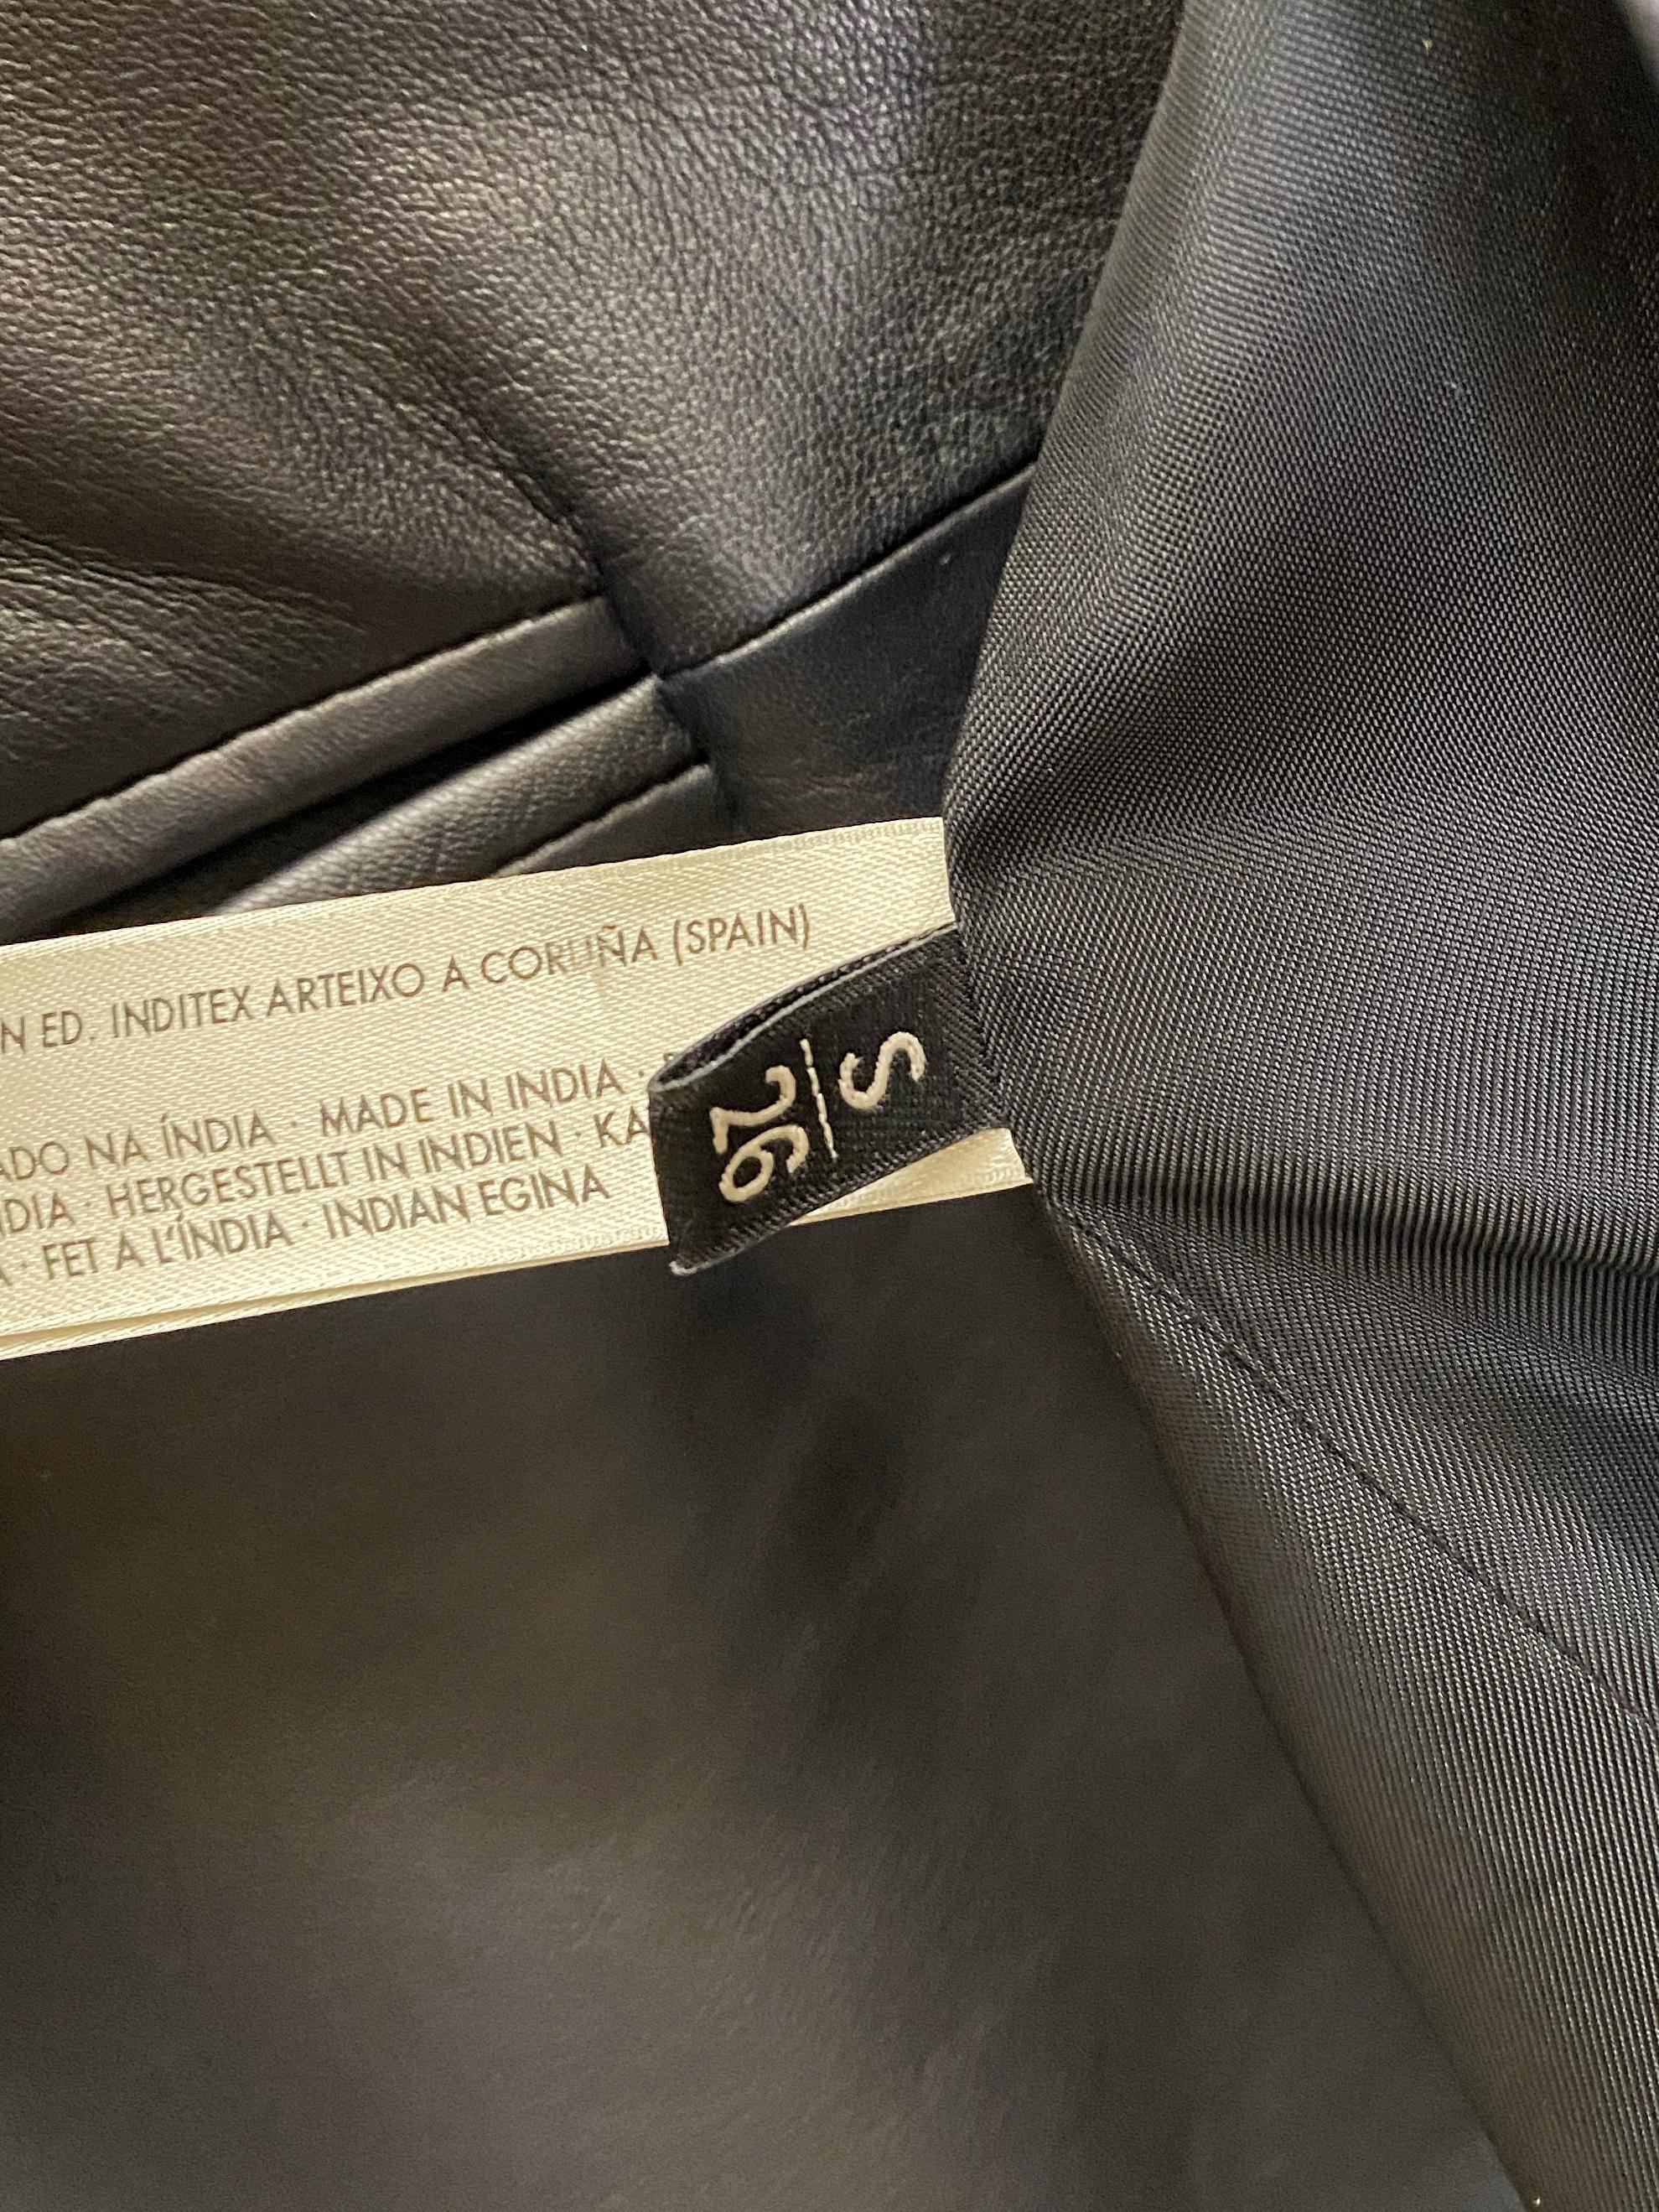 N ED. INDITEX ARTEIXO A CORUÑA (SPAIN)
ADO NA ÍNDIA · MADE IN INDIA ·
DIA · HERGESTELLT IN INDIEN · KA
· FET A L'ÍNDIA · INDIAN EGINA
S
26